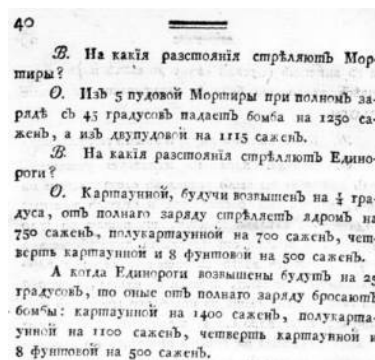 40
В. На какія разстоянія стрѣляютъ Мор-
тиры?
О. Изъ 5 пудовой Мортиры при полномъ за-
рядѣ съ 45 градусовъ падаетъ бомба на 1250 са-
женъ, а изъ двупудовой на 1115 саженъ.
В. На какія разстоянія стрѣляютъ Едино-
роги?
О. Картаунной, будучи возвышенъ на ¼ гра-
дуса, отъ полнаго заряду стрѣляетъ ядромъ на
750 саженъ, полукартаунной на 700 саженъ, чет-
верть картаунной и 8 фунтовой на 500 саженъ.
А когда Единороги возвышены будутъ на 25
градусовъ, то оные отъ полнаго заряду бросаютъ
бомбы: картаунной на 1400 саженъ, полукарта-
унной на 1100 саженъ, четверть картаунной и
8 фунтовой на 500 саженъ.